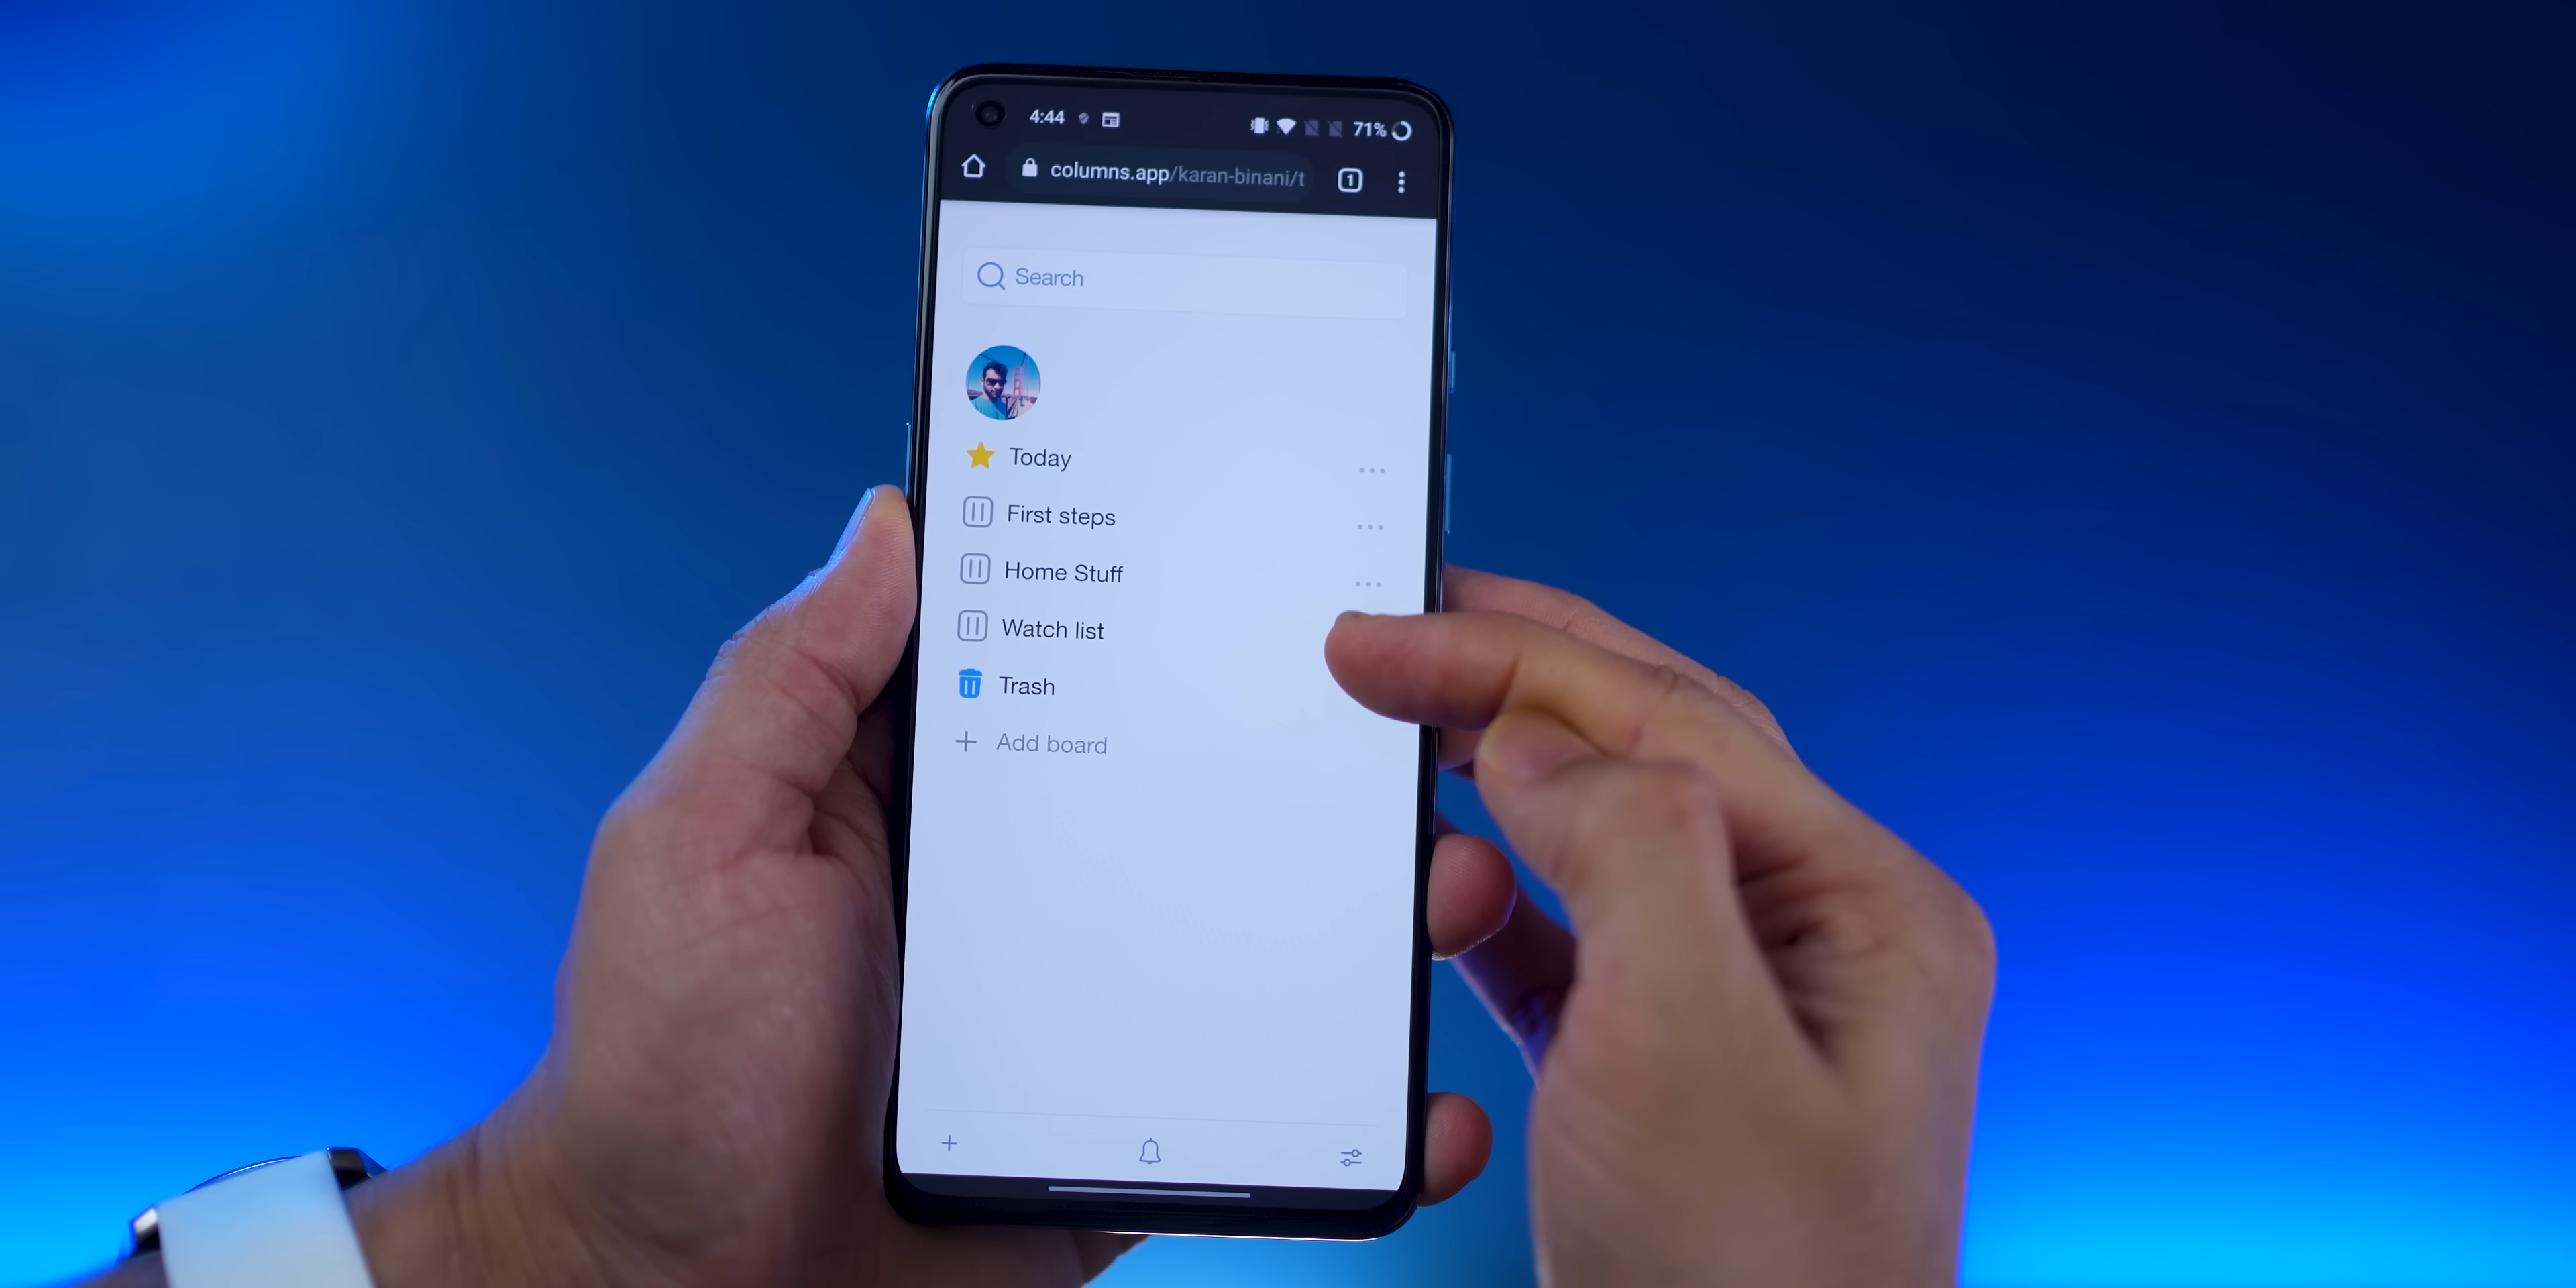 4:44
71%
columns.app/karan-binani/t
1
Search
Today
First steps
Home Stuff
Watch list
Trash
Add board